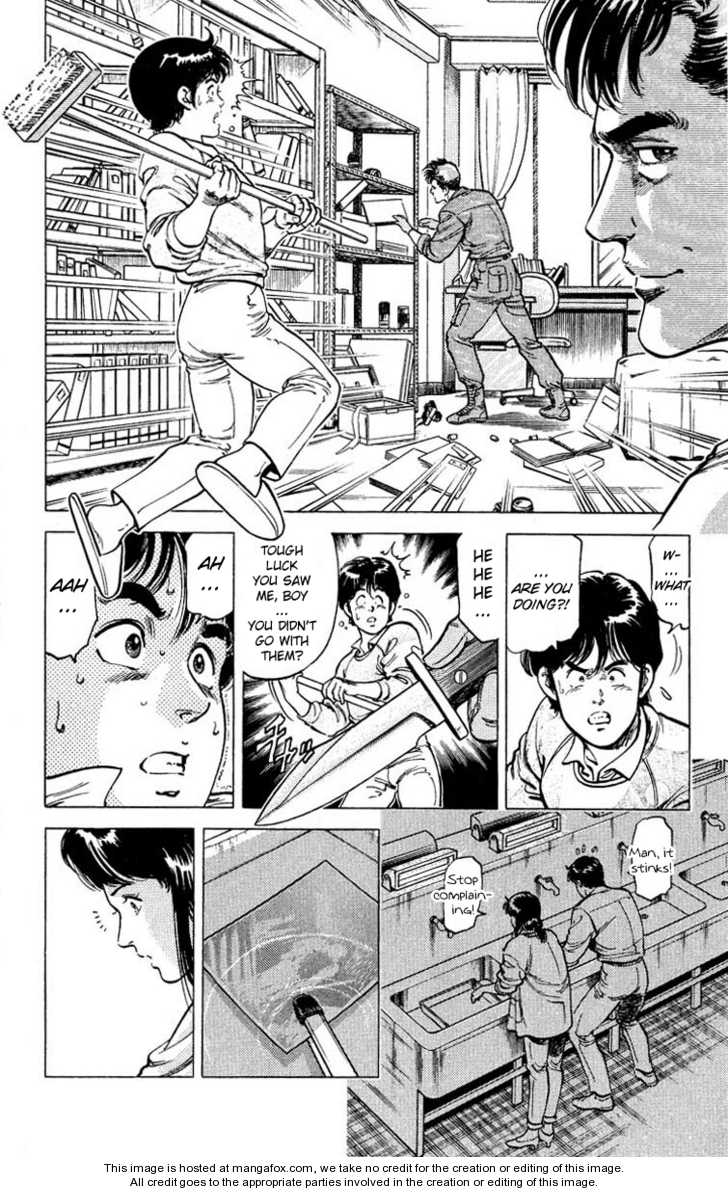 W-
...
WHAT
...
...
ARE YOU
DOING?!
HE
HE
HE
...
TOUGH
LUCK
YOU SAW
ME, BOY
...
YOU DIDN'T
GO WITH
THEM?
AH
...
AAH
...
Man, it
stinks!
Stop
complain-
ing!
This image is hosted at mangafox.com, we take no credit for the creation or editing of this image.
All credit goes to the appropriate parties involved in the creation or editing of this image.